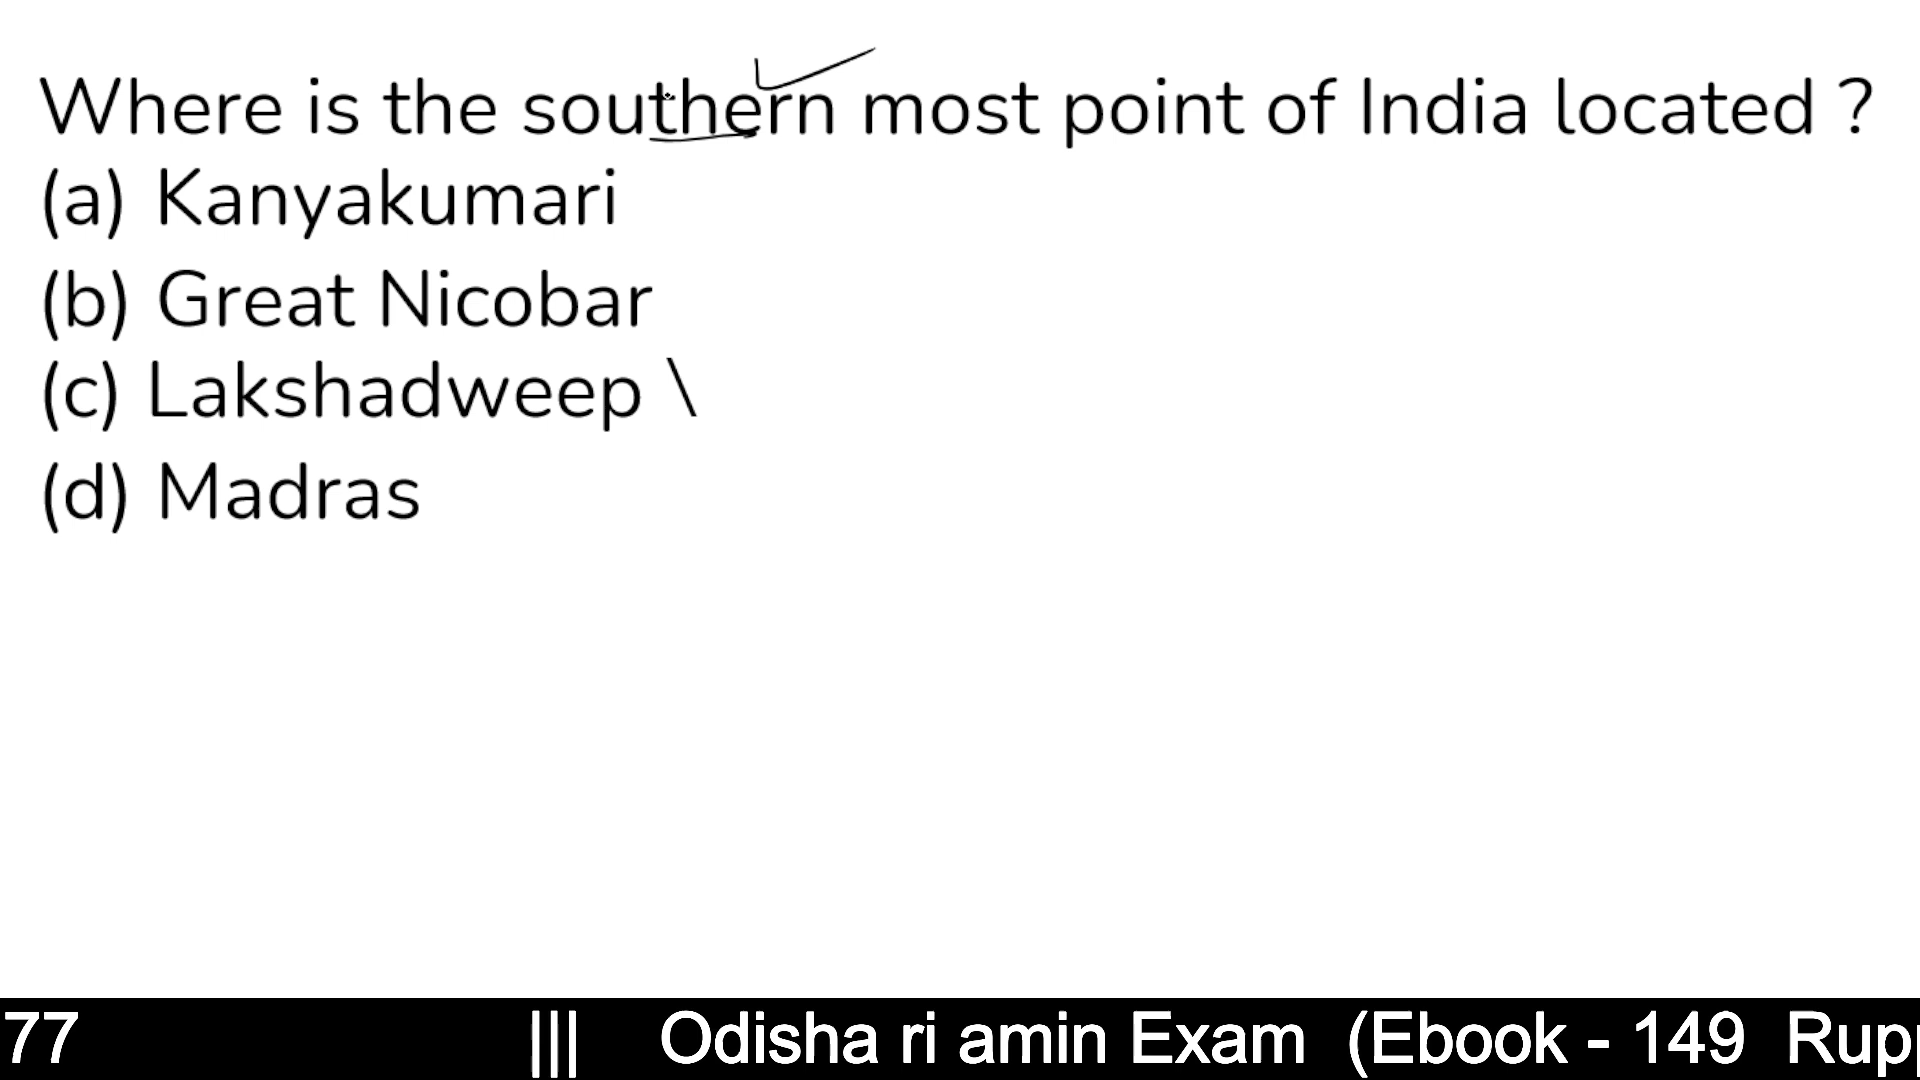 Where is the southern most point of India located ?
(a) Kanyakumari
(b) Great Nicobar
(c) Lakshadweep \
(d) Madras
77 ||| Odisha ri amin Exam (Ebook - 149 Rupp